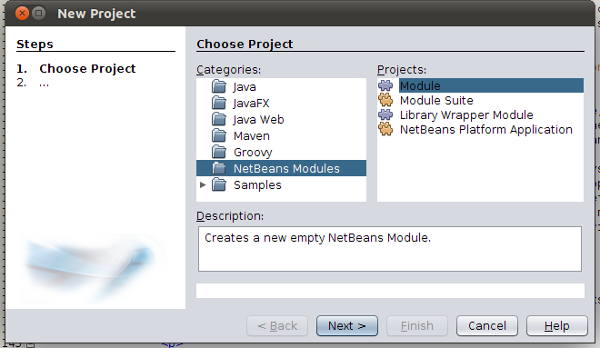 New Project
Steps
1. Choose Project
2. ...
Choose Project
Categories:
Java
JavaFX
Java Web
Maven
Groovy
NetBeans Modules
Samples
Projects:
Module
Module Suite
Library Wrapper Module
NetBeans Platform Application
Description:
Creates a new empty NetBeans Module.
< Back
Next >
Finish
Cancel
Help
<p>